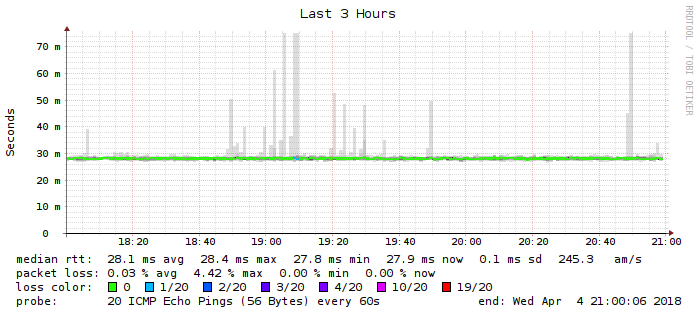 Last 3 Hours
RRDTOOL / TOBI OETIKER
Seconds
70 m
60 m
50 m
40 m
30 m
20 m
10 m
0
18:20 18:40 19:00 19:20 19:40 20:00 20:20 20:40 21:00
median rtt: 28.1 ms avg 28.4 ms max 27.8 ms min 27.9 ms now 0.1 ms sd 245.3 am/s
packet loss: 0.03 % avg 4.42 % max 0.00 % min 0.00 % now
loss color: 0 1/20 2/20 3/20 4/20 10/20 19/20
probe: 20 ICMP Echo Pings (56 Bytes) every 60s end: Wed Apr 4 21:00:06 2018